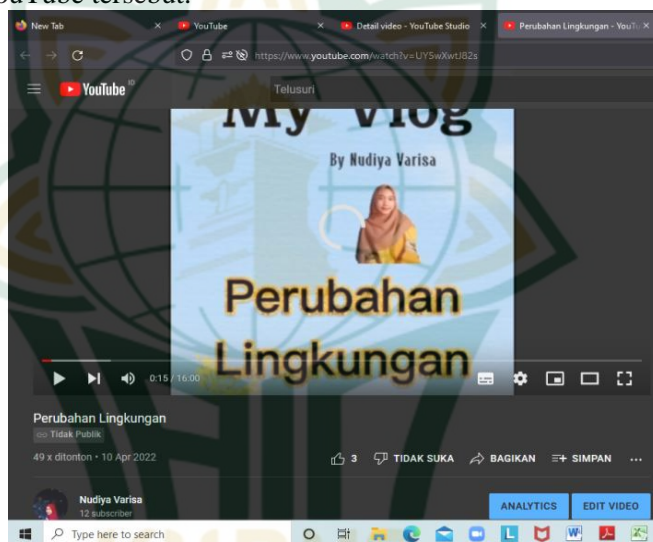 YouTube tersebut.
New Tab
YouTube
Detail video - YouTube Studio
Perubahan Lingkungan - YouTu
https://www.youtube.com/watch?v=UY5wXwtJ82s
YouTube ID
Telusuri
My Vlog
By Nudiya Varisa
Perubahan
Lingkungan
0:15 / 16:00
Perubahan Lingkungan
Tidak Publik
49 x ditonton • 10 Apr 2022
3 TIDAK SUKA BAGIKAN SIMPAN ...
Nudiya Varisa
12 subscriber
ANALYTICS EDIT VIDEO
Type here to search